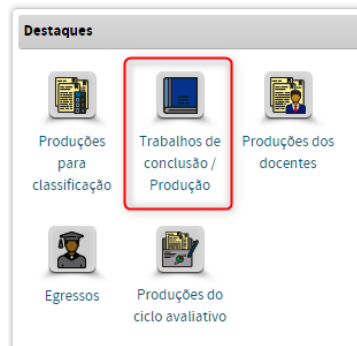 Destaques
Produções
para
classificação
Trabalhos de
conclusão /
Produção
Produções dos
docentes
Egressos
Produções do
ciclo avaliativo